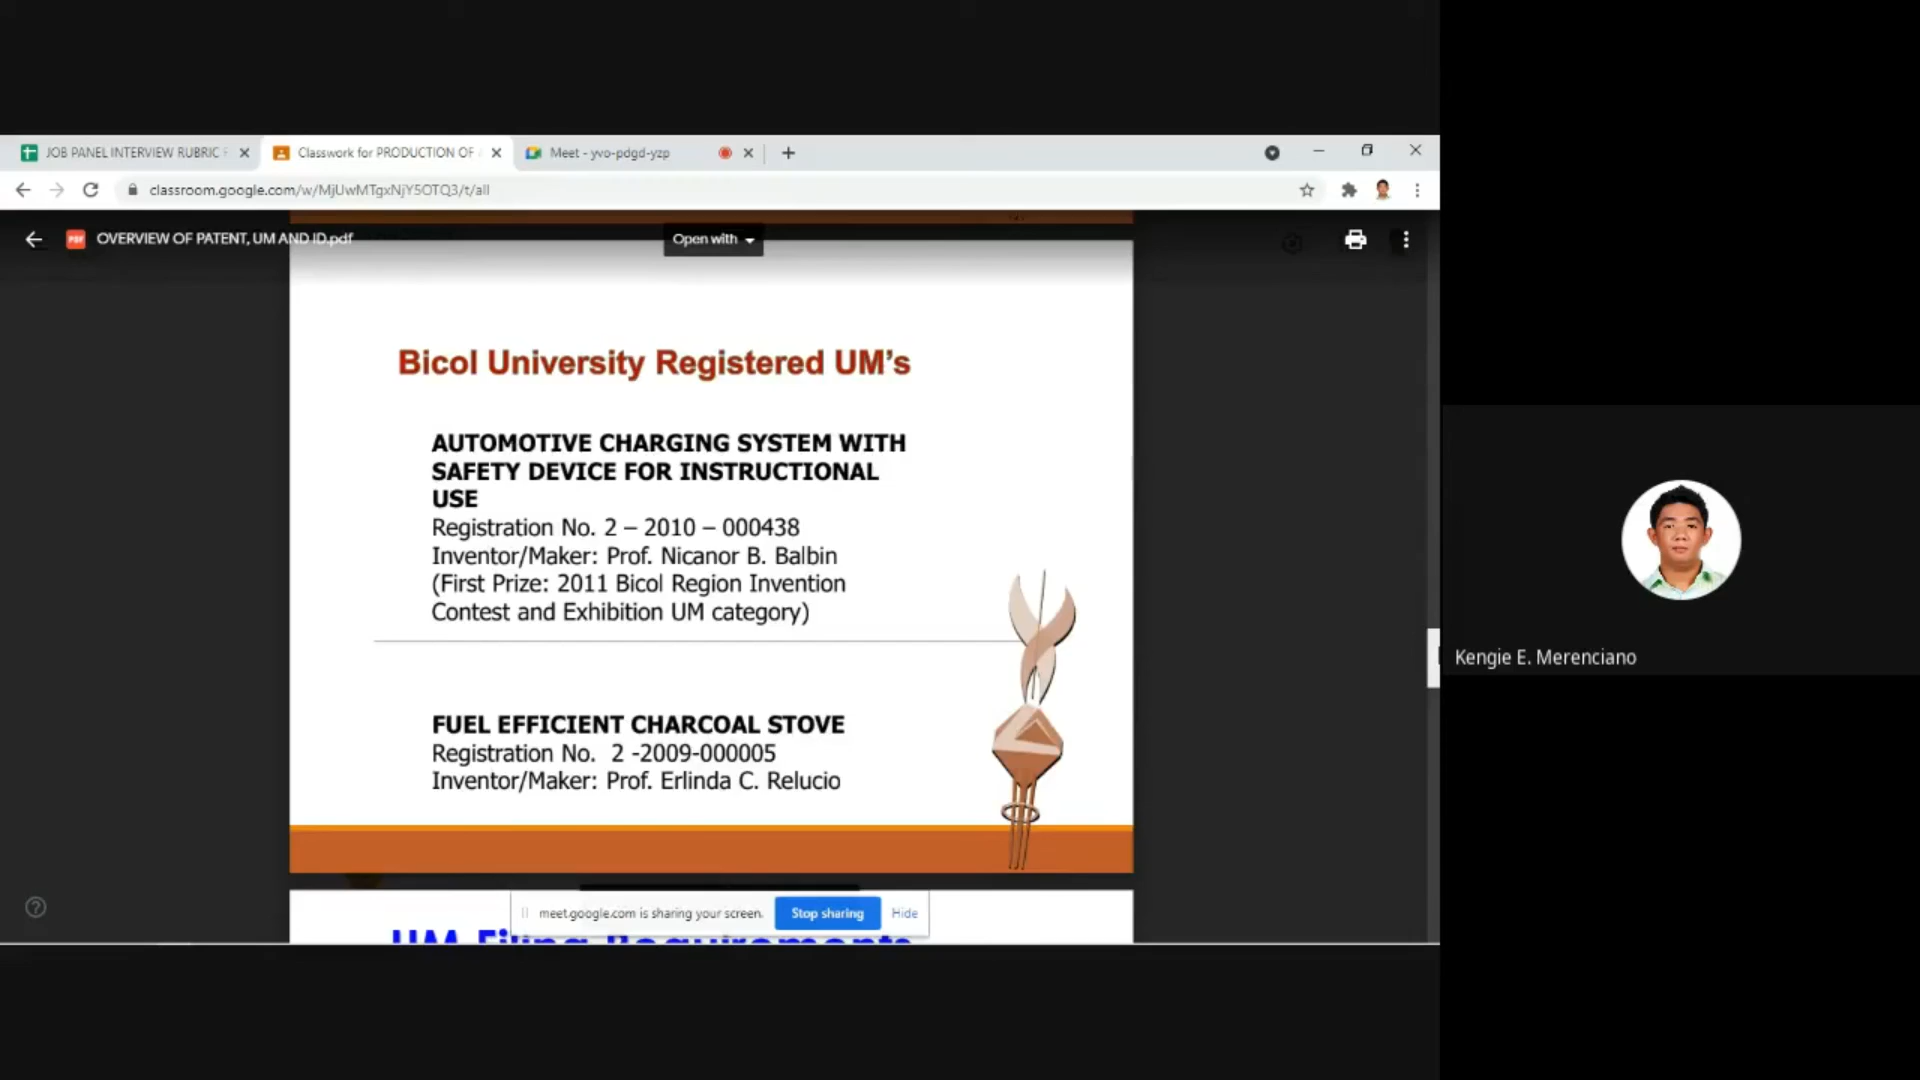 JOB PANEL INTERVIEW RUBRIC
Classwork for PRODUCTION OF
Meet - yvo-pdgd-yzp
classroom.google.com/w/MjUwMTgxNjY5OTQ3/t/all
PDF
OVERVIEW OF PATENT, UM AND ID.pdf
Open with
Bicol University Registered UM’s
AUTOMOTIVE CHARGING SYSTEM WITH
SAFETY DEVICE FOR INSTRUCTIONAL
USE
Registration No. 2 – 2010 – 000438
Inventor/Maker: Prof. Nicanor B. Balbin
(First Prize: 2011 Bicol Region Invention
Contest and Exhibition UM category)
FUEL EFFICIENT CHARCOAL STOVE
Registration No.  2 -2009-000005
Inventor/Maker: Prof. Erlinda C. Relucio
meet.google.com is sharing your screen.
Stop sharing
Hide
UM Filing Requirements
Kengie E. Merenciano